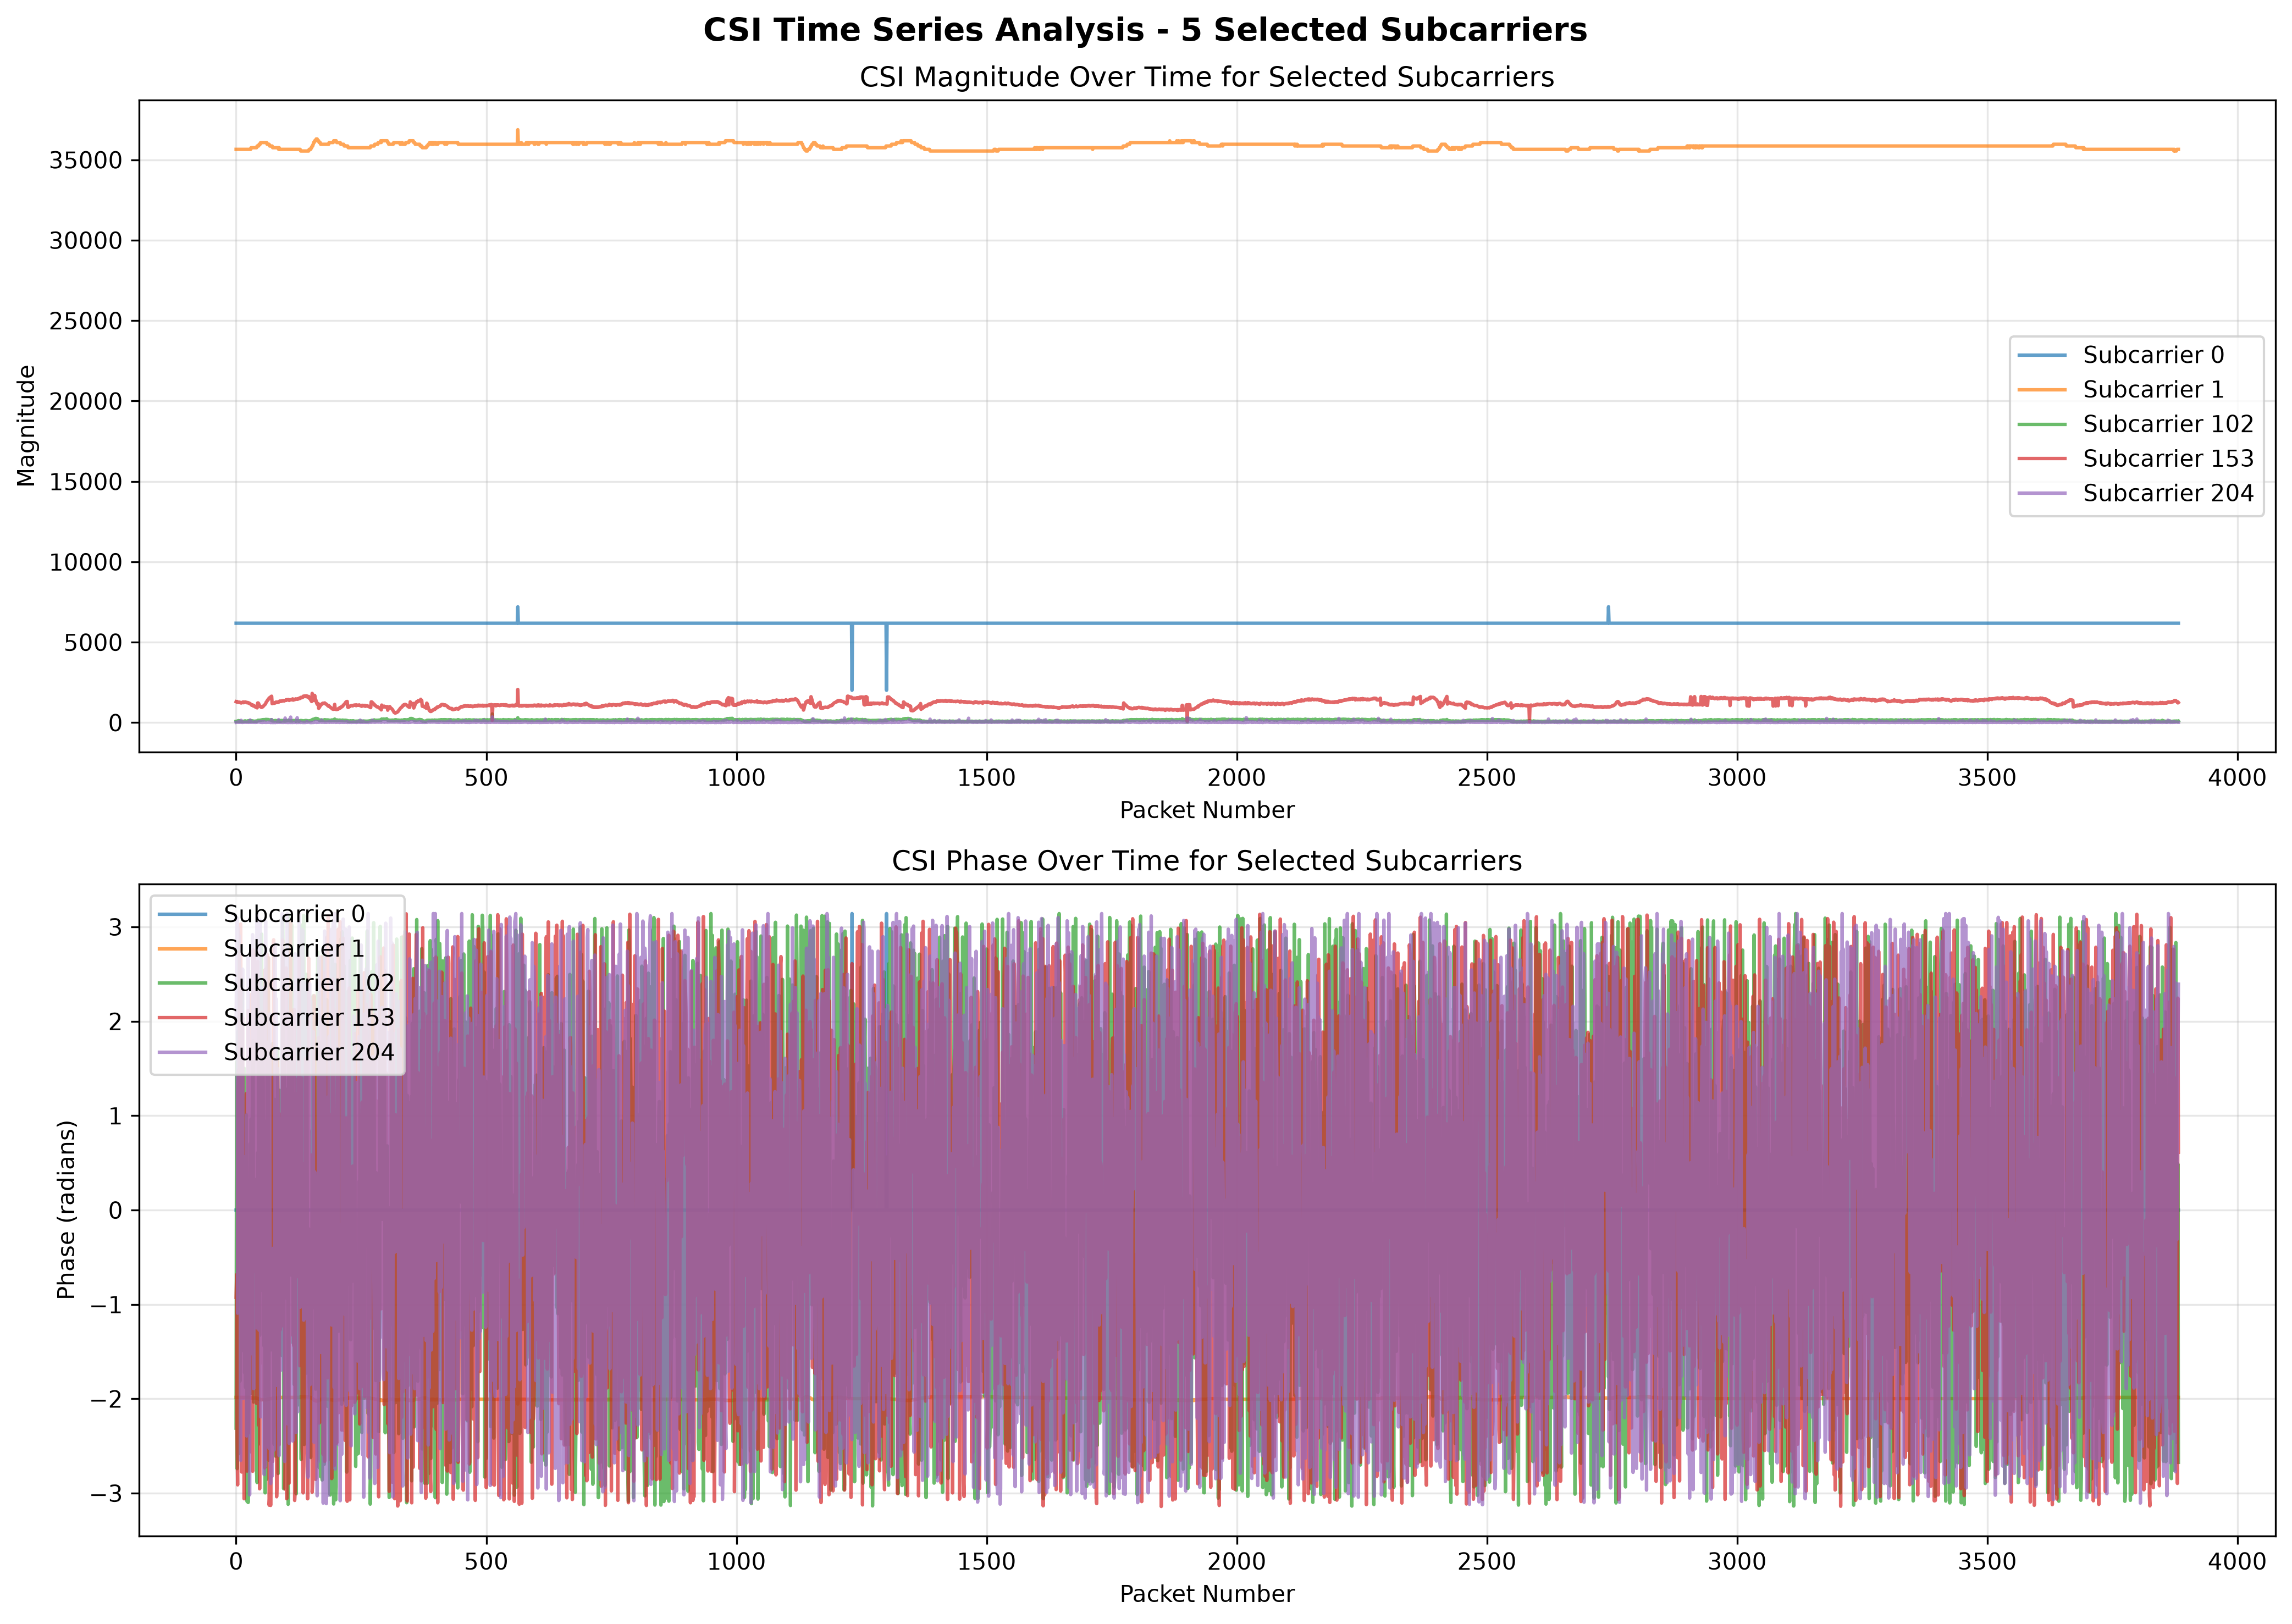 CSI Time Series Analysis - 5 Selected Subcarriers
CSI Magnitude Over Time for Selected Subcarriers
Magnitude
35000
30000
25000
20000
15000
10000
5000
0
Subcarrier 0
Subcarrier 1
Subcarrier 102
Subcarrier 153
Subcarrier 204
0 500 1000 1500 2000 2500 3000 3500 4000
Packet Number
CSI Phase Over Time for Selected Subcarriers
Phase (radians)
3
2
1
0
−1
−2
−3
Subcarrier 0
Subcarrier 1
Subcarrier 102
Subcarrier 153
Subcarrier 204
0 500 1000 1500 2000 2500 3000 3500 4000
Packet Number